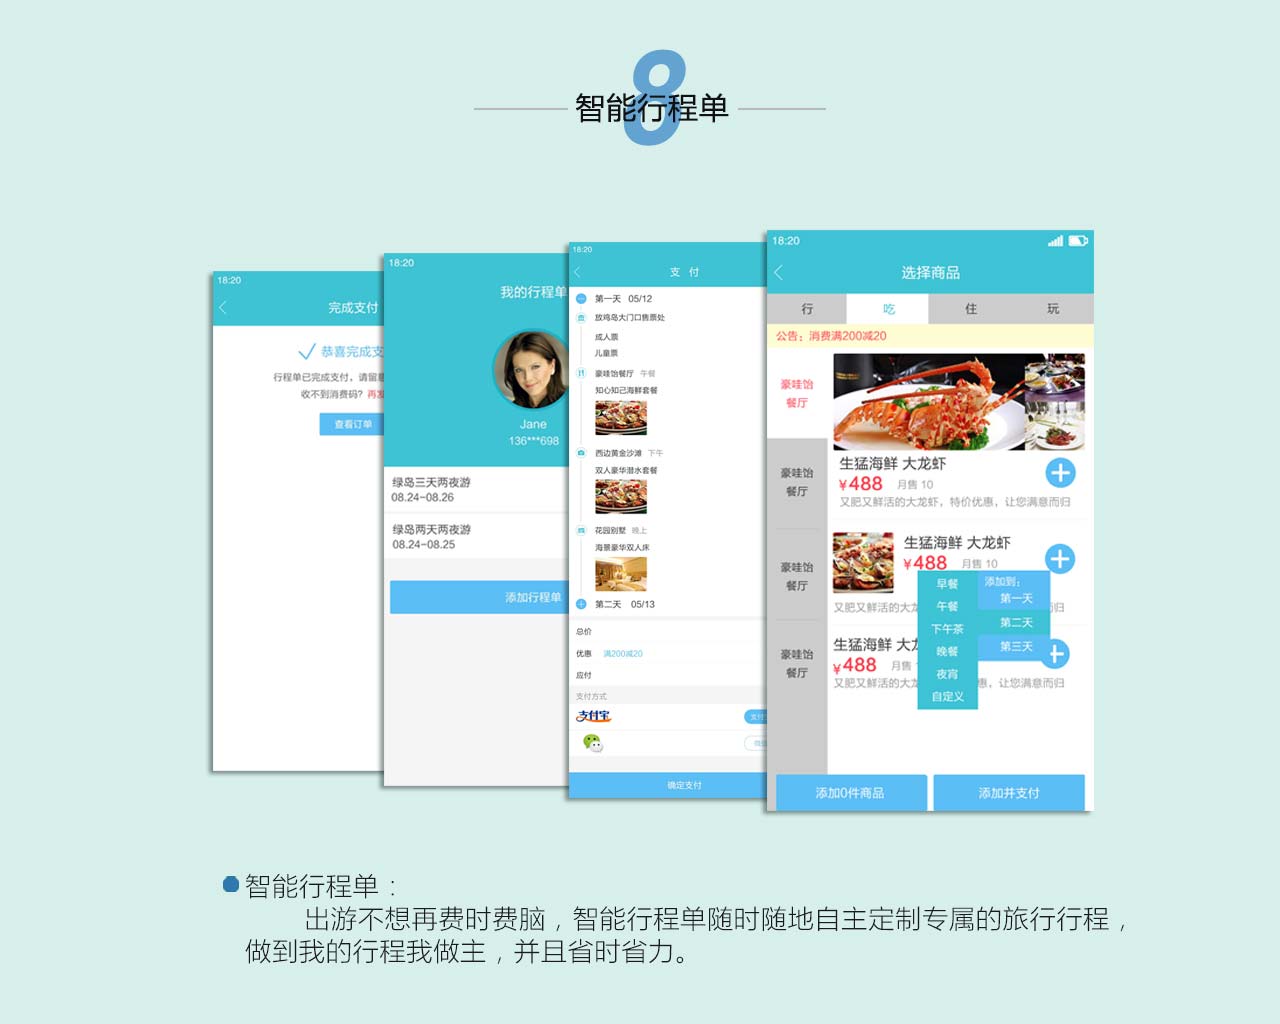 8
智能行程单
18:20
完成支付
恭喜完成支
行程单已完成支付，请留意
收不到消费码？再发
查看订单
18:20
我的行程单
Jane
136***698
绿岛三天两夜游
08.24-08.26
绿岛两天两夜游
08.24-08.25
添加行程单
18:20
支 付
第一天 05/12
放鸡岛大门口售票处
成人票
儿童票
豪哇饴餐厅 午餐
知心知己海鲜套餐
西边黄金沙滩 下午
双人豪华潜水套餐
花园别墅 晚上
海景豪华双人床
第二天 05/13
总价
优惠 满200减20
应付
支付方式
支付宝
支付
微信
确定支付
18:20
选择商品
行 吃 住 玩
公告：消费满200减20
豪哇饴
餐厅
豪哇饴
餐厅
豪哇饴
餐厅
豪哇饴
餐厅
生猛海鲜 大龙虾
¥488 月售 10
又肥又鲜活的大龙虾，特价优惠，让您满意而归
生猛海鲜 大龙虾
¥488 月售 10
又肥又鲜活的大龙 而归
生猛海鲜 大龙
¥488 月售
又肥又鲜活的大龙 惠，让您满意而归
早餐
午餐
下午茶
晚餐
夜宵
自定义
添加到：
第一天
第二天
第三天
添加0件商品
添加并支付
智能行程单：
出游不想再费时费脑，智能行程单随时随地自主定制专属的旅行行程，
做到我的行程我做主，并且省时省力。